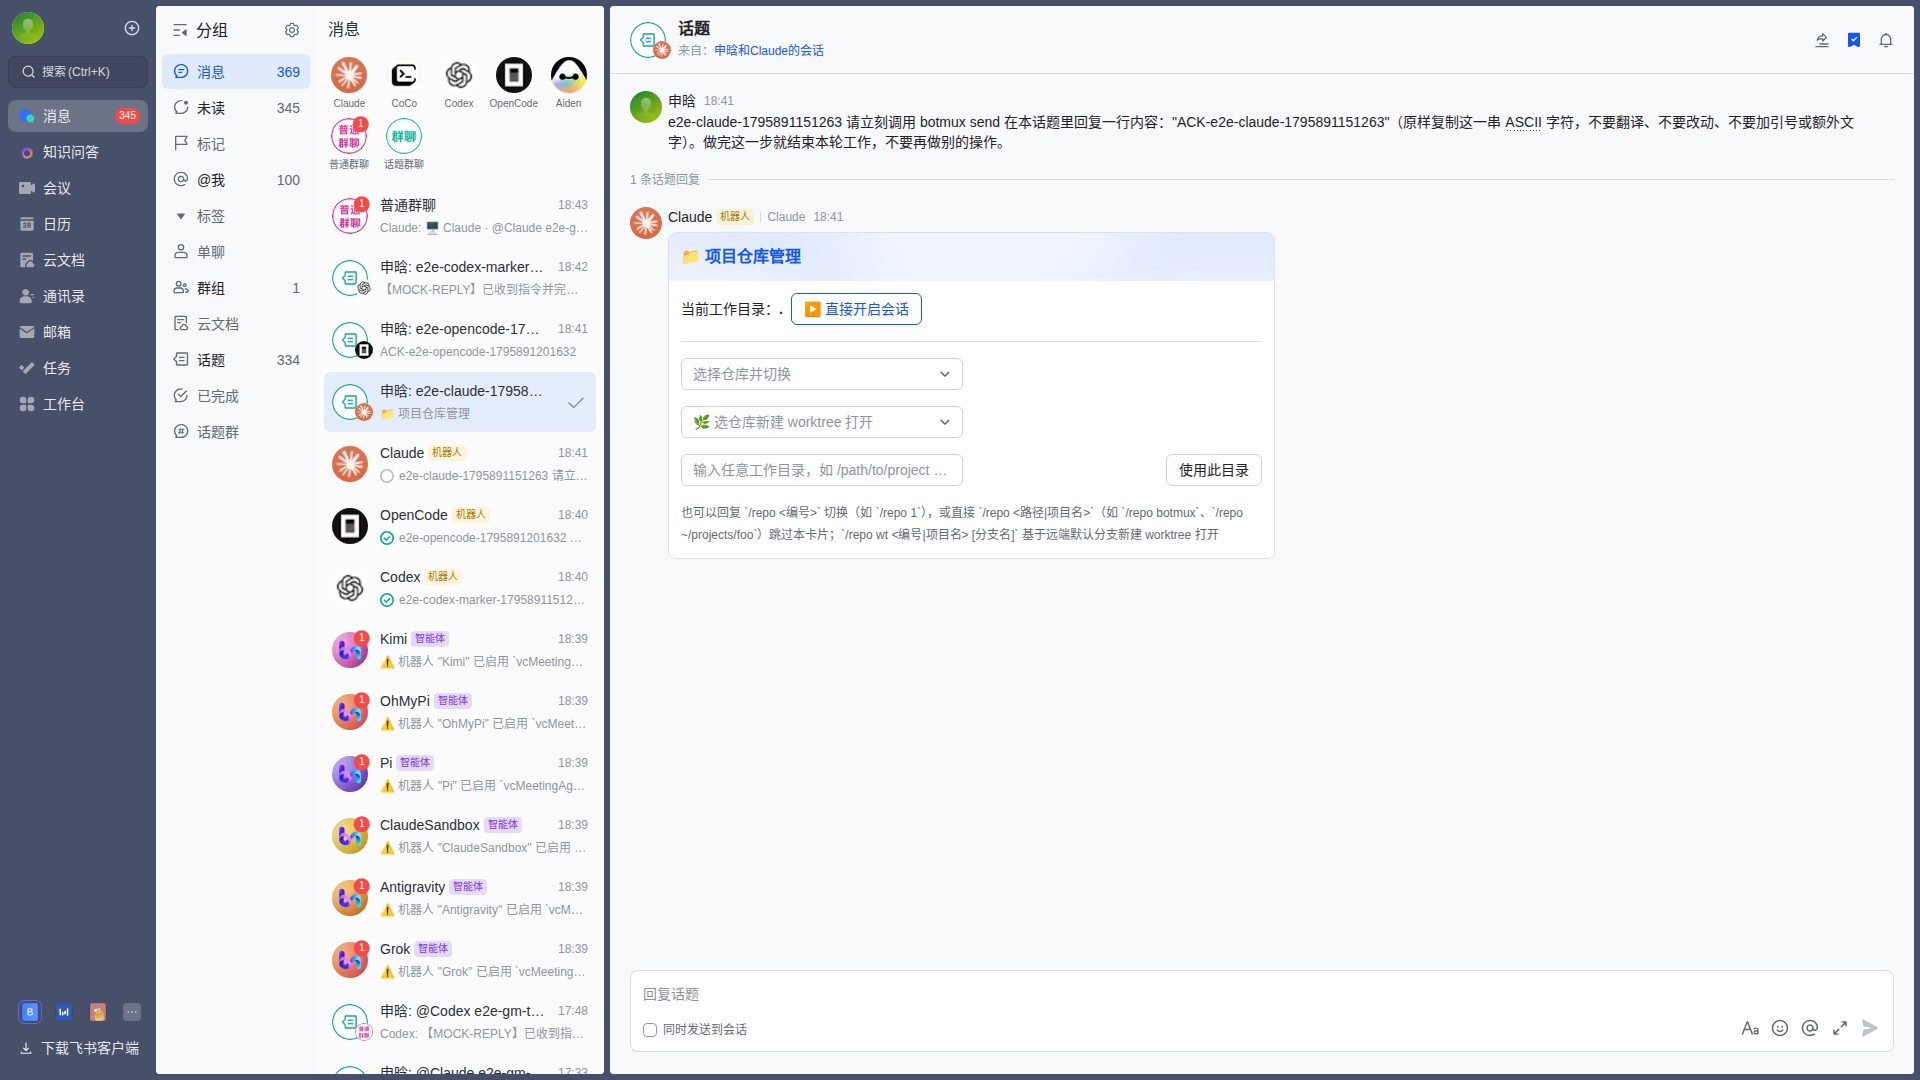 搜索 (Ctrl+K)
消息 345
知识问答
会议
日历
云文档
通讯录
邮箱
任务
工作台
下载飞书客户端
分组
消息 369
未读 345
标记
@我 100
标签
单聊
群组 1
云文档
话题 334
已完成
话题群
消息
Claude CoCo Codex OpenCode Aiden
普通群聊 1
群聊
普通群聊 话题群聊
普通群聊 18:43
Claude: 🖥️ Claude · @Claude e2e-g…
申晗: e2e-codex-marker… 18:42
【MOCK-REPLY】已收到指令并完…
申晗: e2e-opencode-17… 18:41
ACK-e2e-opencode-1795891201632
申晗: e2e-claude-17958…
📁 项目仓库管理
Claude 机器人 18:41
e2e-claude-1795891151263 请立…
OpenCode 机器人 18:40
e2e-opencode-1795891201632 …
Codex 机器人 18:40
e2e-codex-marker-17958911512…
Kimi 智能体 18:39
⚠️ 机器人 "Kimi" 已启用 `vcMeeting…
OhMyPi 智能体 18:39
⚠️ 机器人 "OhMyPi" 已启用 `vcMeet…
Pi 智能体 18:39
⚠️ 机器人 "Pi" 已启用 `vcMeetingAg…
ClaudeSandbox 智能体 18:39
⚠️ 机器人 "ClaudeSandbox" 已启用 …
Antigravity 智能体 18:39
⚠️ 机器人 "Antigravity" 已启用 `vcM…
Grok 智能体 18:39
⚠️ 机器人 "Grok" 已启用 `vcMeeting…
申晗: @Codex e2e-gm-t… 17:48
Codex: 【MOCK-REPLY】已收到指…
申晗: @Claude e2e-gm-… 17:33
话题
来自：申晗和Claude的会话
申晗 18:41
e2e-claude-1795891151263 请立刻调用 botmux send 在本话题里回复一行内容："ACK-e2e-claude-1795891151263"（原样复制这一串 ASCII 字符，不要翻译、不要改动、不要加引号或额外文
字）。做完这一步就结束本轮工作，不要再做别的操作。
1 条话题回复
Claude 机器人 Claude 18:41
📁 项目仓库管理
当前工作目录： . ▶️ 直接开启会话
选择仓库并切换
🌿 选仓库新建 worktree 打开
输入任意工作目录，如 /path/to/project … 使用此目录
也可以回复 `/repo <编号>` 切换（如 `/repo 1`），或直接 `/repo <路径|项目名>`（如 `/repo botmux`、`/repo
~/projects/foo`）跳过本卡片；`/repo wt <编号|项目名> [分支名]` 基于远端默认分支新建 worktree 打开
回复话题
同时发送到会话